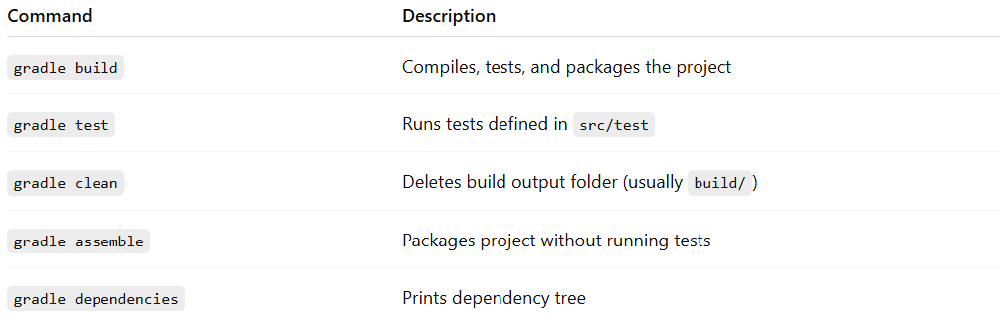 Command Description
gradle build Compiles, tests, and packages the project
gradle test Runs tests defined in src/test
gradle clean Deletes build output folder (usually build/)
gradle assemble Packages project without running tests
gradle dependencies Prints dependency tree